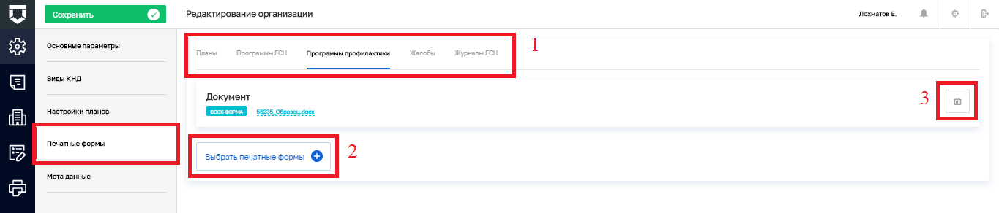 Сохранить
Редактирование организации
Лохматов Е.
Основные параметры
Виды КНД
Настройки планов
Печатные формы
Мета данные
Планы Программы ГСН Программы профилактики Жалобы Журналы ГСН
1
Документ
DOCX-ФОРМА 56235_Образец.docx
3
Выбрать печатные формы
2